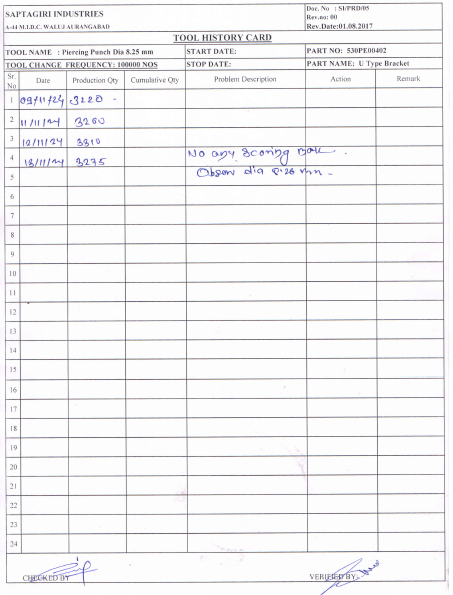 SAPTAGIRI INDUSTRIES
A-44 M.I.D.C. WALUJ AURANGABAD
Doc. No : SI/PRD/05
Rev.no: 00
Rev.Date:01.08.2017
TOOL HISTORY CARD
TOOL NAME : Piercing Punch Dia 8.25 mm START DATE: PART NO: 530PE00402
TOOL CHANGE FREQUENCY: 100000 NOS STOP DATE: PART NAME: U Type Bracket
Sr. No Date Production Qty Cumulative Qty Problem Description Action Remark
1 09/11/24 3220 -
2 11/11/24 3260
3 12/11/24 3310
4 13/11/24 3275 No any Scoring .
5 Observ dia 8.26 mm -
6
7
8
9
10
11
12
13
14
15
16
17
18
19
20
21
22
23
24
CHECKED BY VERIFIED BY: